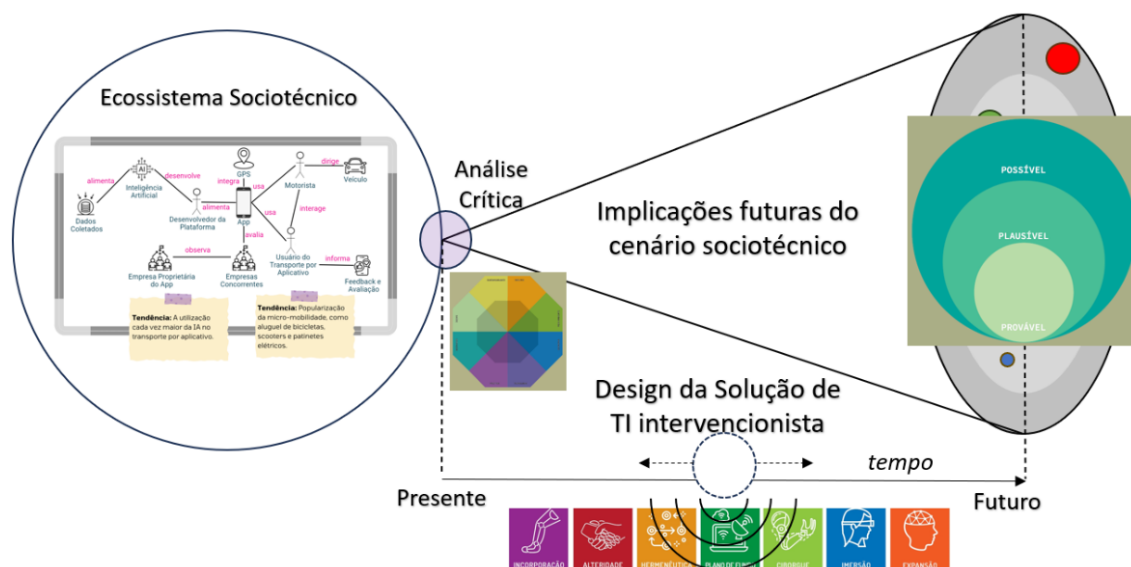 Ecossistema Sociotécnico
alimenta
Inteligência
Artificial
AI
desenvolve
GPS
integra
usa
Motorista
dirige
Veículo
Dados
Coletados
Desenvolvedor da
Plataforma
alimenta
App
usa
interage
avalia
observa
Empresa Proprietária
do App
Empresas
Concorrentes
Usuário do
Transporte por
Aplicativo
informa
Feedback e
Avaliação
Tendência: A utilização
cada vez maior da IA no
transporte por aplicativo.
Tendência: Popularização
da micro-mobilidade, como
aluguel de bicicletas,
scooters e patinetes
elétricos.
Análise
Crítica
Implicações futuras do
cenário sociotécnico
POSSÍVEL
PLAUSÍVEL
PROVÁVEL
Design da Solução de
TI intervencionista
tempo
Presente
Futuro
INCORPORAÇÃO
ALTERIDADE
HERMENÊUTICA
PLANO DE FUNDO
CIBORGUE
IMERSÃO
EXPANSÃO